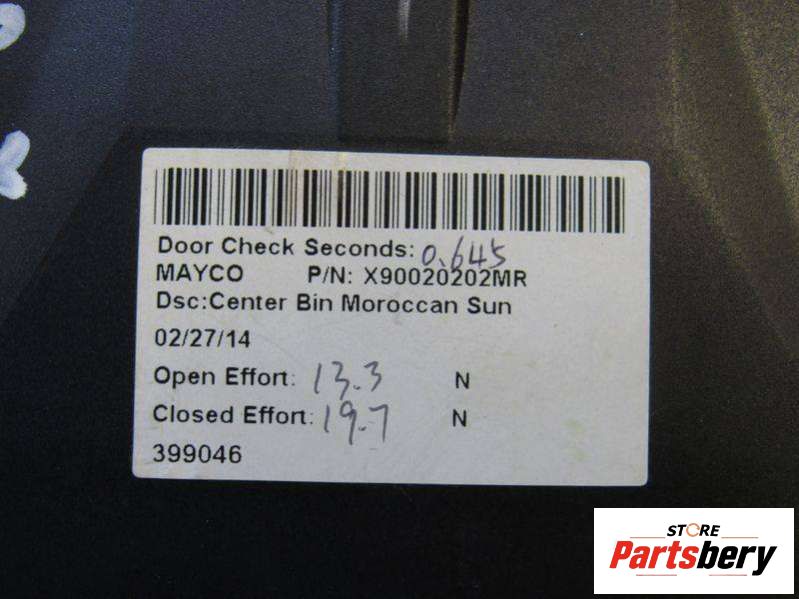 Door Check Seconds: 0.645
MAYCO P/N: X90020202MR
Dsc:Center Bin Moroccan Sun
02/27/14
Open Effort: 13.3 N
Closed Effort: 19.7 N
399046
STORE
Partsbery